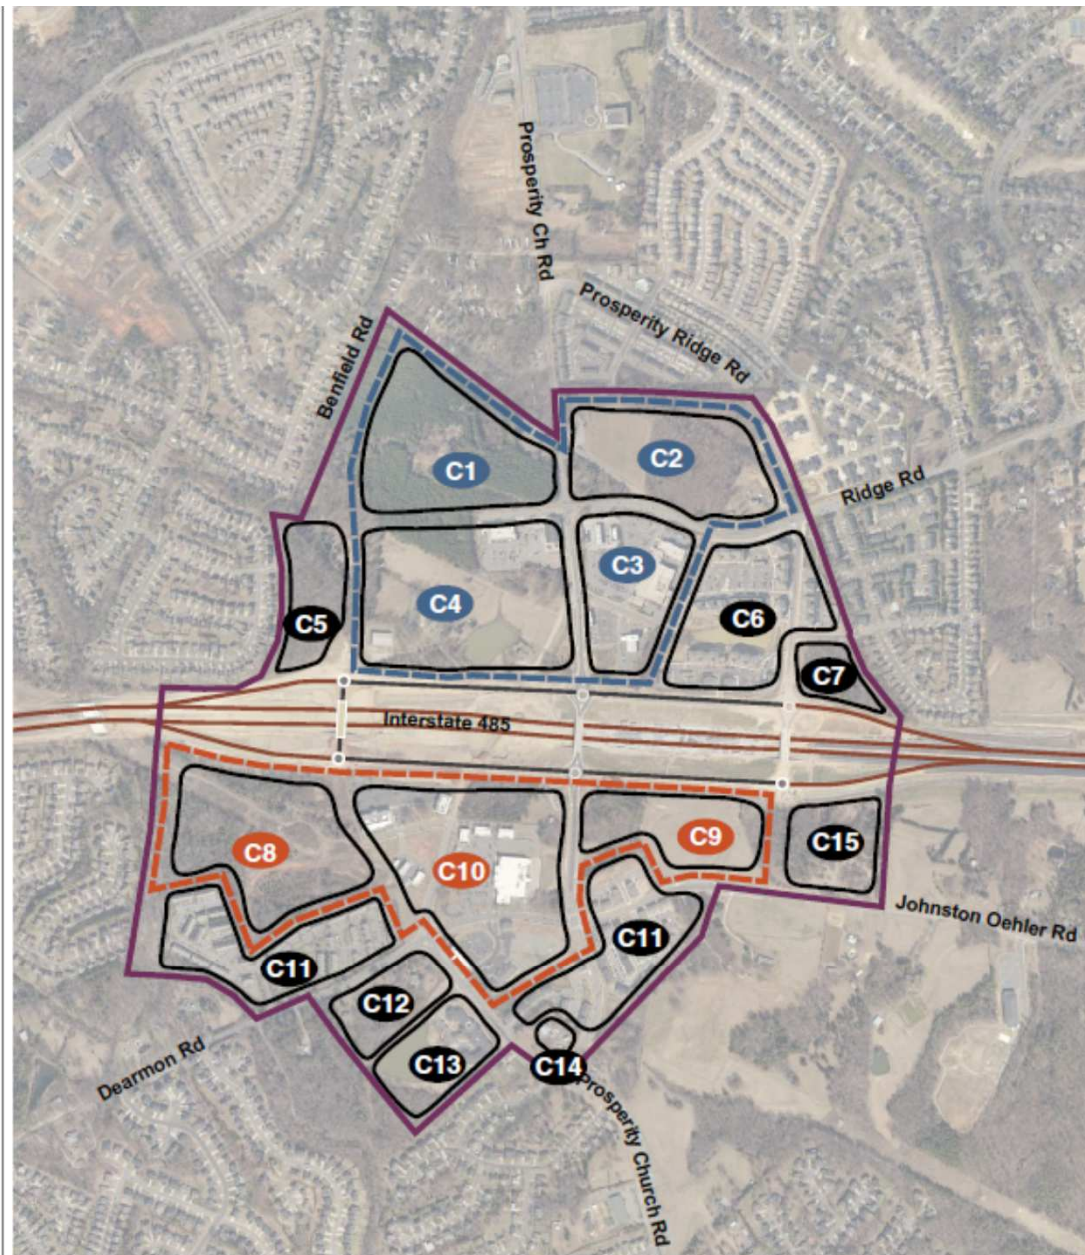 Prosperity Ch Rd
Prosperity Ridge Rd
Benfield Rd
Ridge Rd
C1
C2
C3
C4
C5
C6
C7
Interstate 485
C8
C9
C10
C15
Johnston Oehler Rd
C11
C11
C12
C13
C14
Dearmon Rd
Prosperity Church Rd